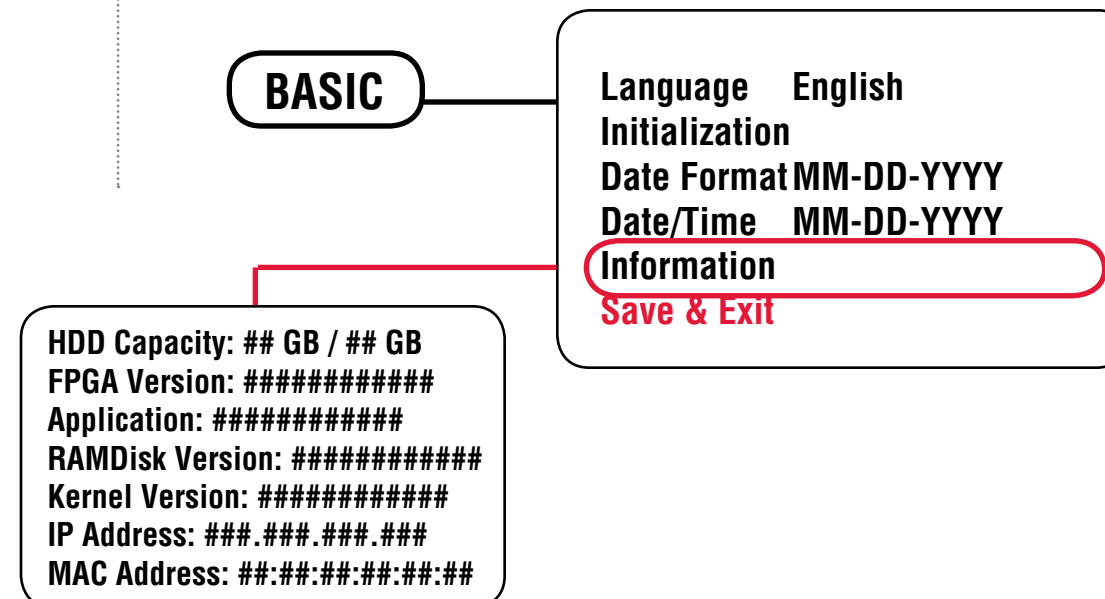 BASIC
Language English
Initialization
Date Format MM-DD-YYYY
Date/Time MM-DD-YYYY
Information
Save & Exit
HDD Capacity: ## GB / ## GB
FPGA Version: ############
Application: ############
RAMDisk Version: ############
Kernel Version: ############
IP Address: ###.###.###.###
MAC Address: ##:##:##:##:##:##